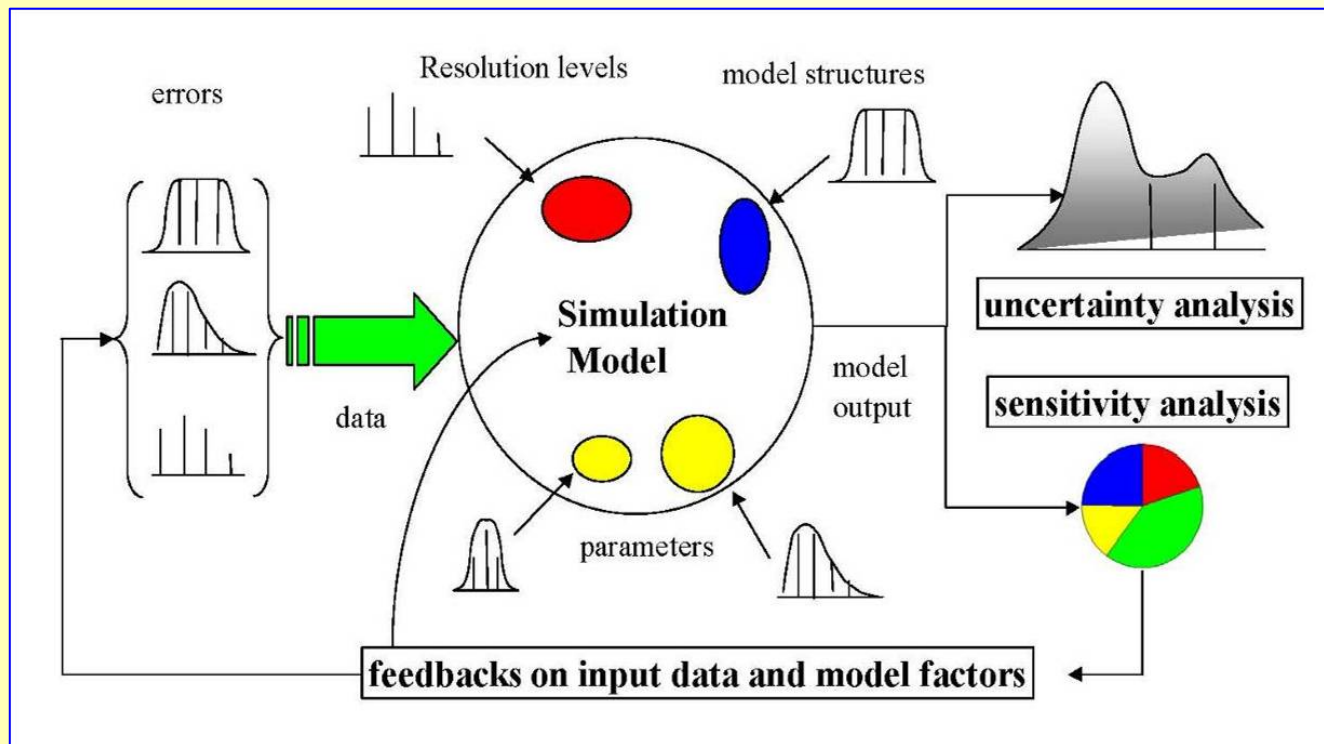 Resolution levels
model structures
errors
uncertainty analysis
Simulation
Model
model
output
data
sensitivity analysis
parameters
feedbacks on input data and model factors